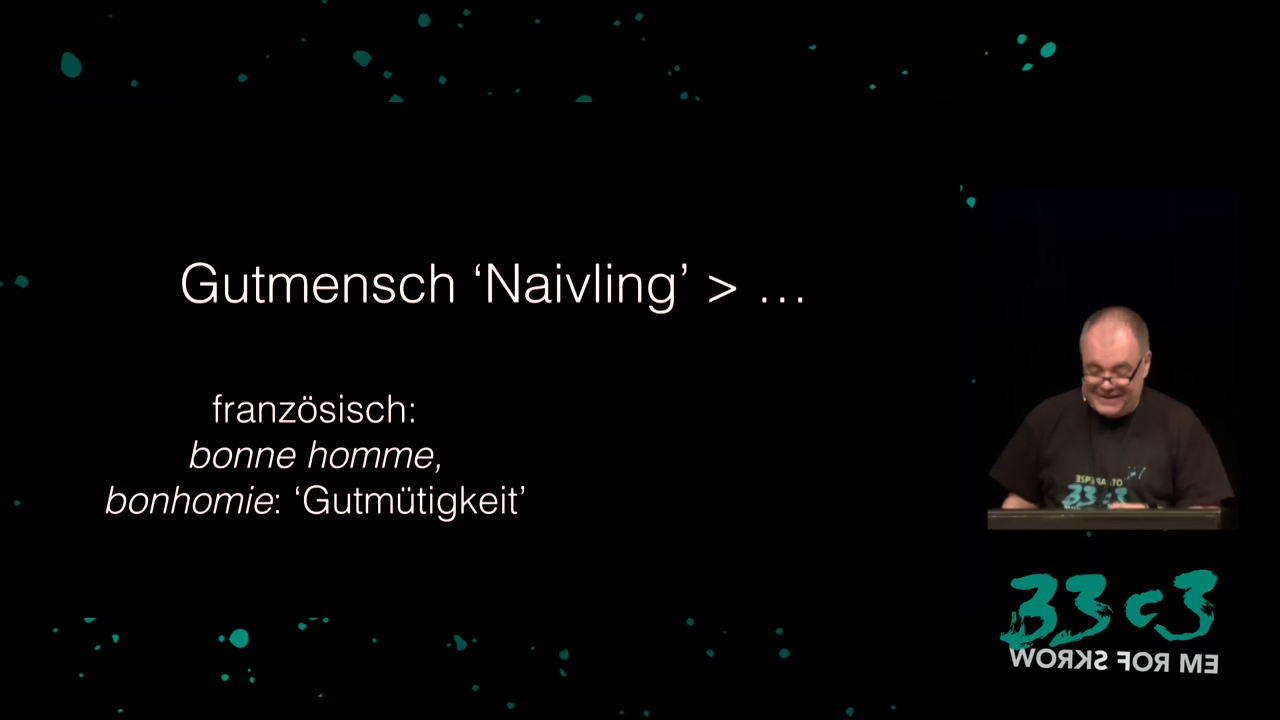 Gutmensch ‘Naivling’ > …
französisch:
bonne homme,
bonhomie: ‘Gutmütigkeit’
33c3
WORKS FOR ME